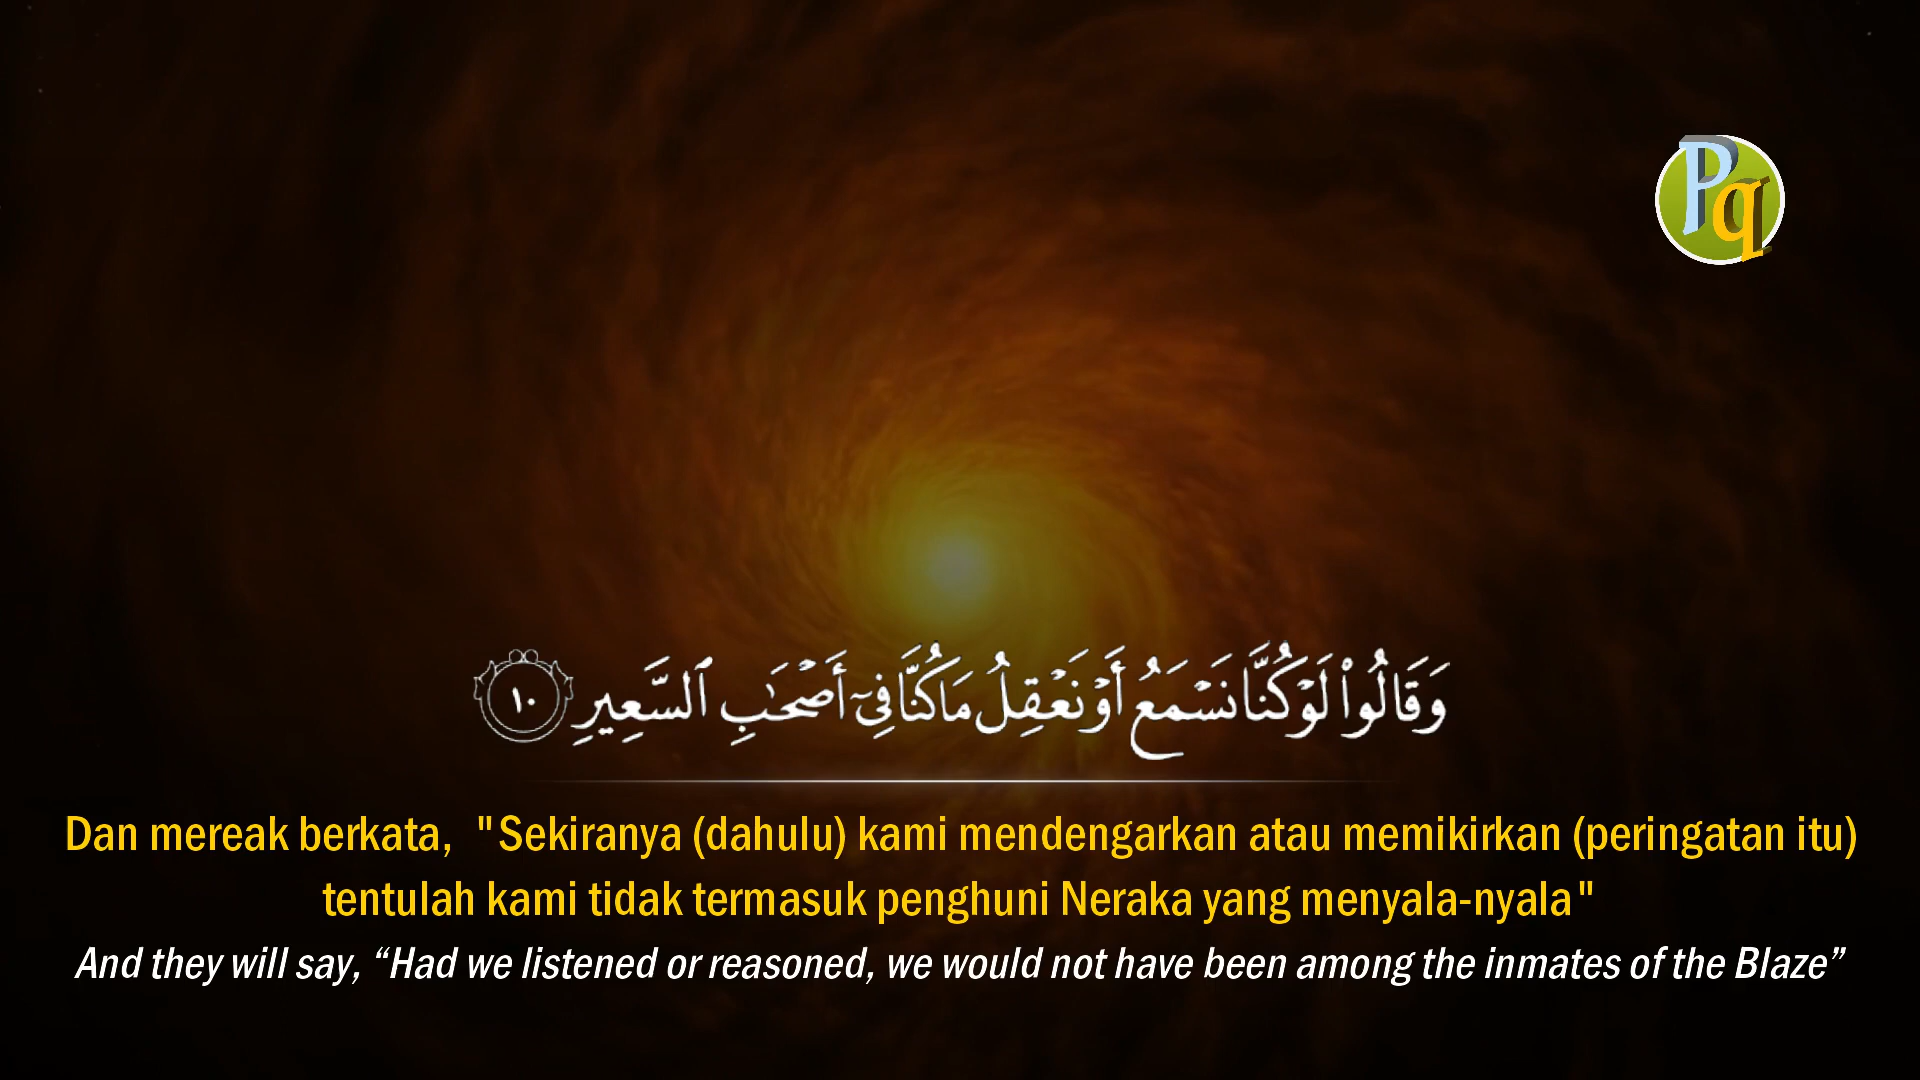 Pq
وَقَالُوا۟ لَوْ كُنَّا نَسْمَعُ أَوْ نَعْقِلُ مَا كُنَّا فِىٓ أَصْحَٰبِ ٱلسَّعِيرِ ١٠
Dan mereak berkata,  "Sekiranya (dahulu) kami mendengarkan atau memikirkan (peringatan itu)
tentulah kami tidak termasuk penghuni Neraka yang menyala-nyala"
And they will say, “Had we listened or reasoned, we would not have been among the inmates of the Blaze”